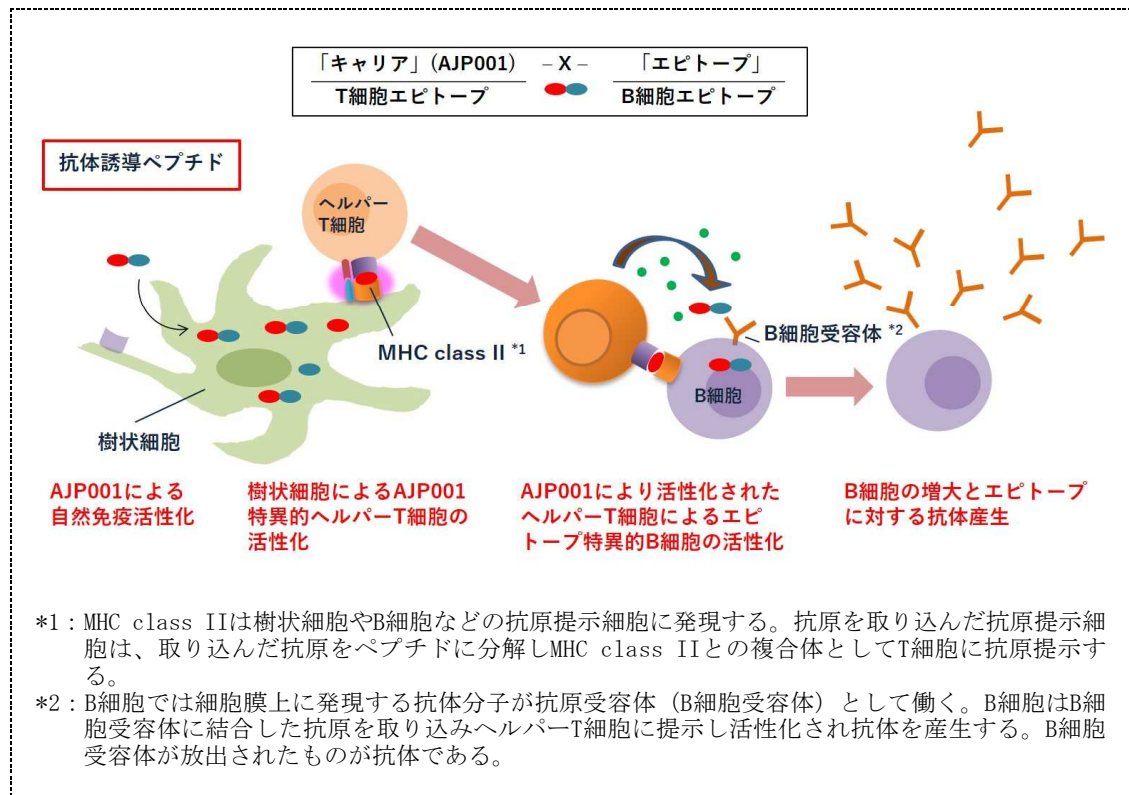 「キャリア」(AJP001) – X – 「エピトープ」
T細胞エピトープ B細胞エピトープ
抗体誘導ペプチド
ヘルパー
T細胞
MHC class II *1
B細胞受容体 *2
B細胞
樹状細胞
AJP001による
自然免疫活性化
樹状細胞によるAJP001
特異的ヘルパーT細胞の
活性化
AJP001により活性化された
ヘルパーT細胞によるエピ
トープ特異的B細胞の活性化
B細胞の増大とエピトープ
に対する抗体産生
*1：MHC class IIは樹状細胞やB細胞などの抗原提示細胞に発現する。抗原を取り込んだ抗原提示細
胞は、取り込んだ抗原をペプチドに分解しMHC class IIとの複合体としてT細胞に抗原提示す
る。
*2：B細胞では細胞膜上に発現する抗体分子が抗原受容体（B細胞受容体）として働く。B細胞はB細
胞受容体に結合した抗原を取り込みヘルパーT細胞に提示し活性化され抗体を産生する。B細胞
受容体が放出されたものが抗体である。